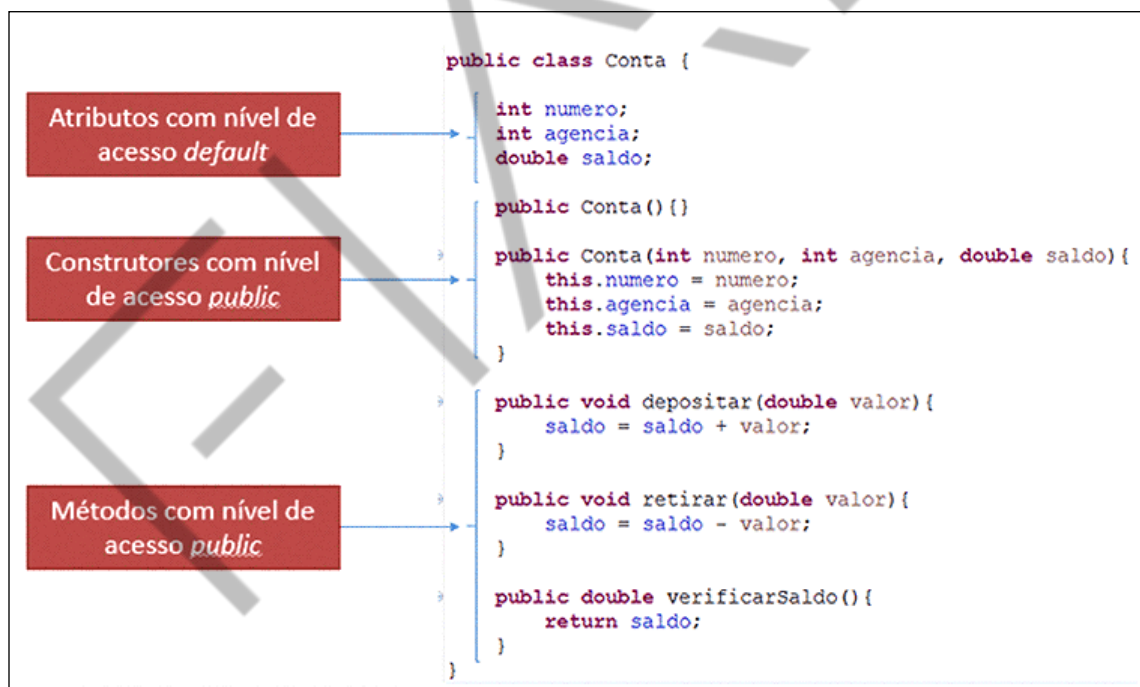 public class Conta {
Atributos com nível de
acesso default
int numero;
int agencia;
double saldo;
public Conta(){}
Construtores com nível
de acesso public
public Conta(int numero, int agencia, double saldo){
this.numero = numero;
this.agencia = agencia;
this.saldo = saldo;
}
public void depositar(double valor){
saldo = saldo + valor;
}
Métodos com nível de
acesso public
public void retirar(double valor){
saldo = saldo - valor;
}
public double verificarSaldo(){
return saldo;
}
}